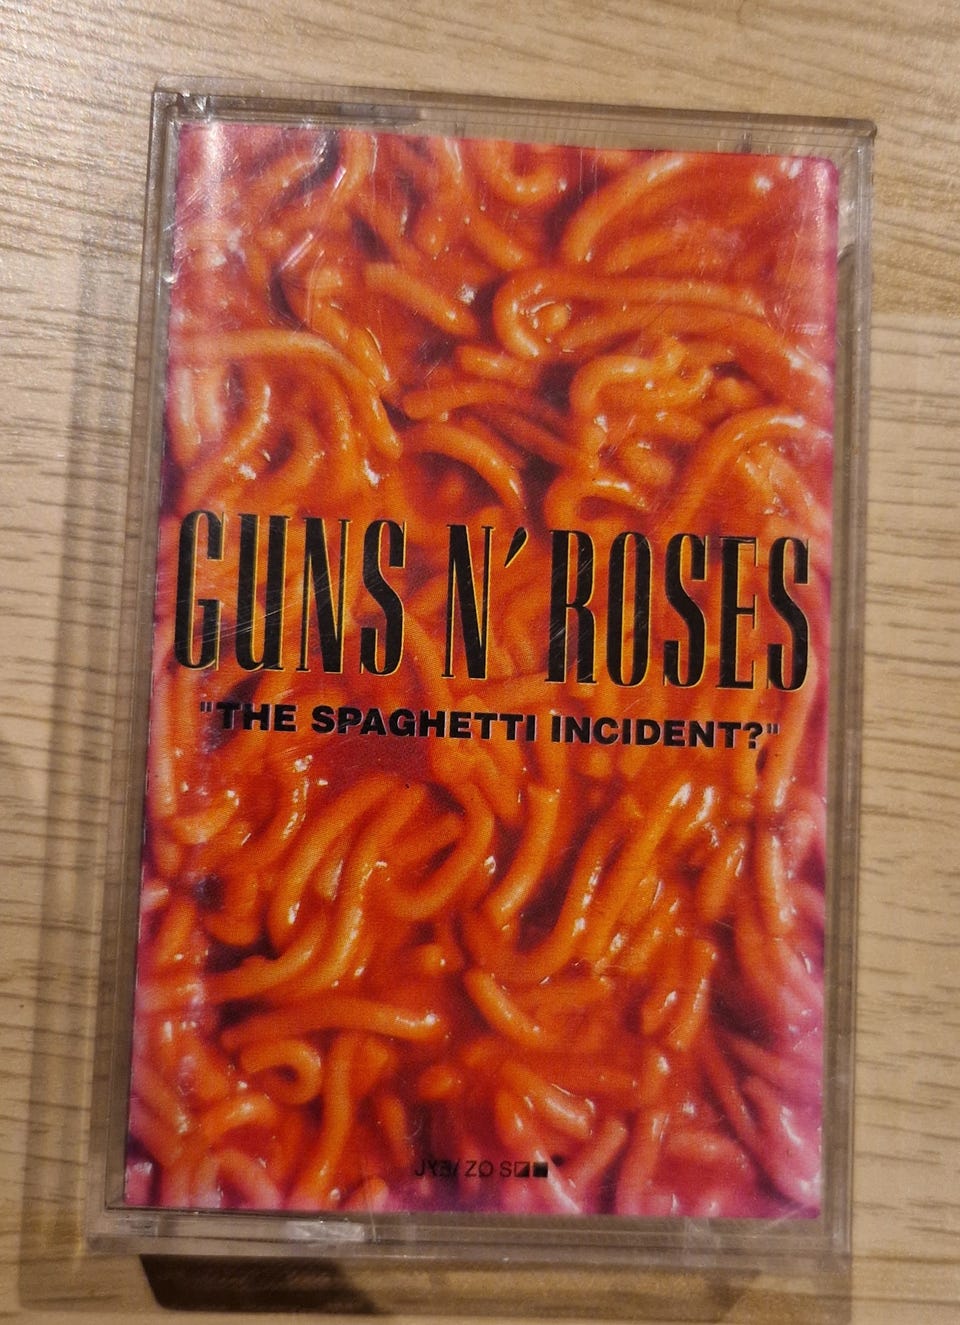 GUNS N' ROSES
"THE SPAGHETTI INCIDENT?"